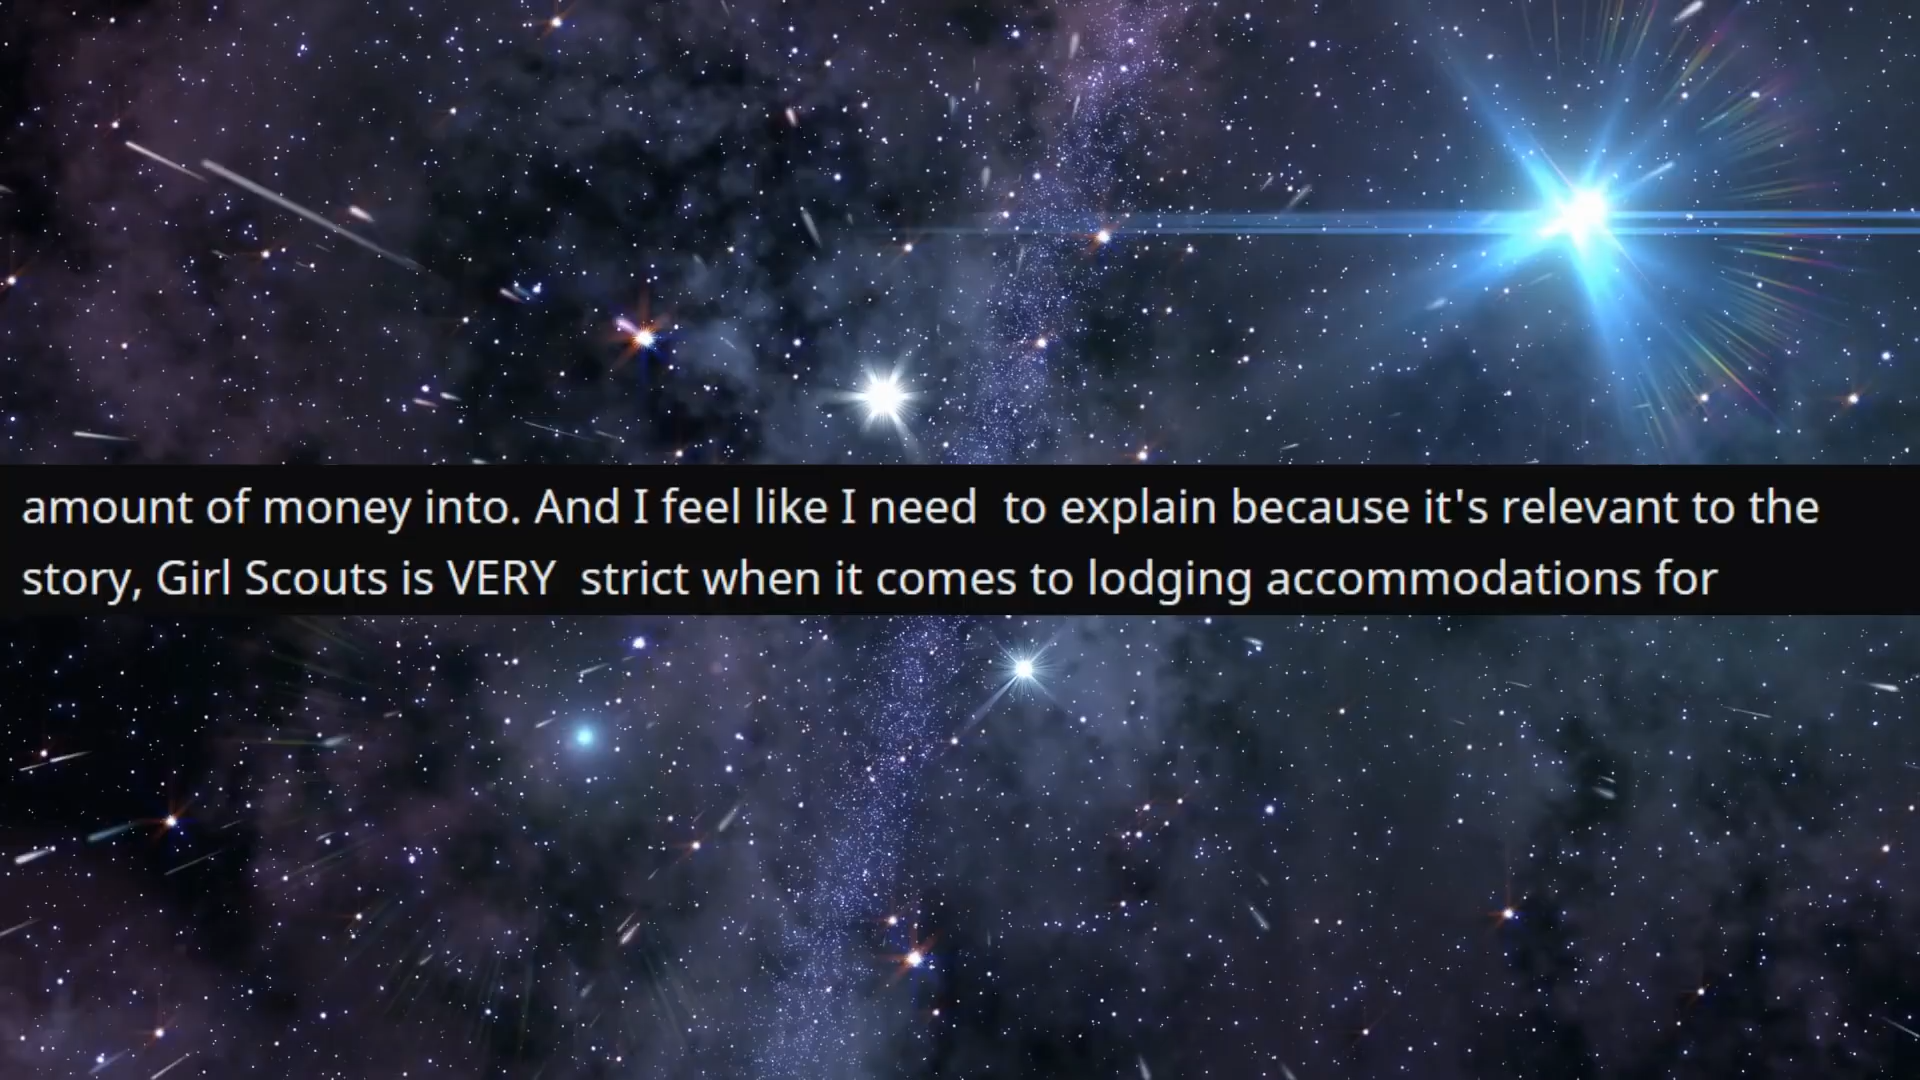 amount of money into. And I feel like I need  to explain because it's relevant to the
story, Girl Scouts is VERY  strict when it comes to lodging accommodations for